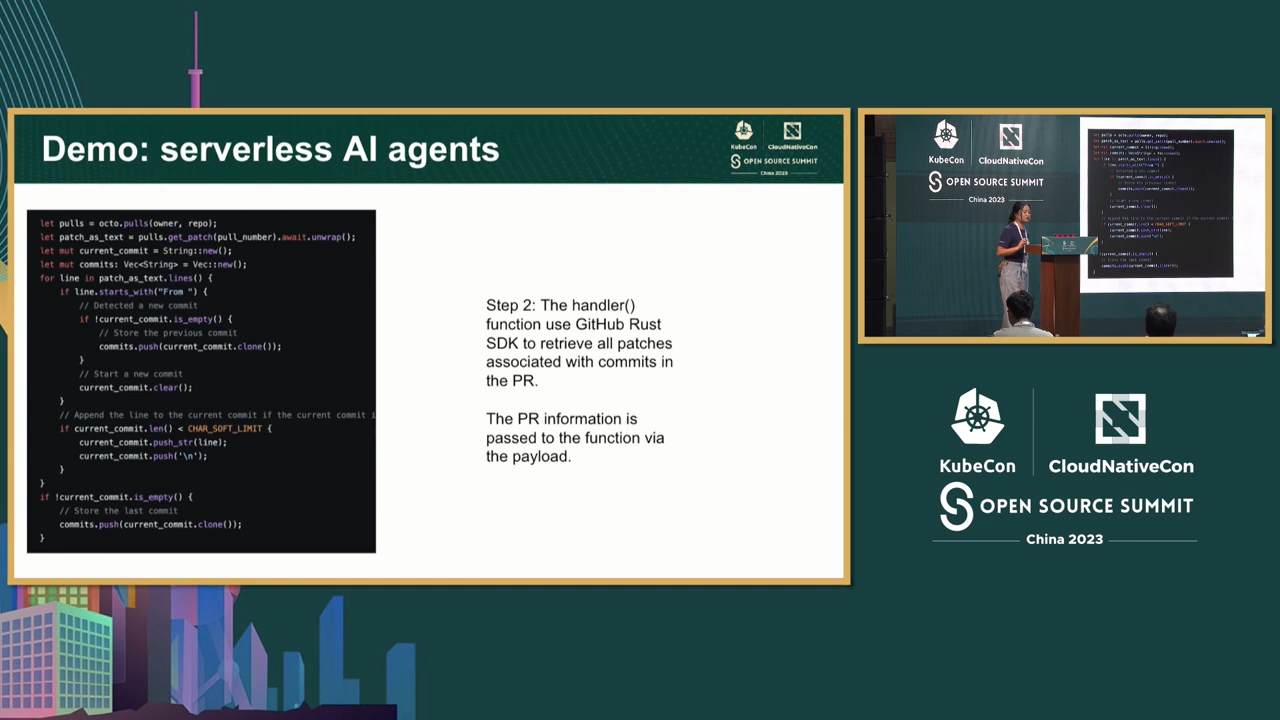 Demo: serverless AI agents
KubeCon
CloudNativeCon
OPEN SOURCE SUMMIT
China 2023
let pulls = octo.pulls(owner, repo);
let patch_as_text = pulls.get_patch(pull_number).await.unwrap();
let mut current_commit = String::new();
let mut commits: Vec<String> = Vec::new();
for line in patch_as_text.lines() {
if line.starts_with("From ") {
// Detected a new commit
if !current_commit.is_empty() {
// Store the previous commit
commits.push(current_commit.clone());
}
// Start a new commit
current_commit.clear();
}
// Append the line to the current commit if the current commit i
if current_commit.len() < CHAR_SOFT_LIMIT {
current_commit.push_str(line);
current_commit.push('\n');
}
}
if !current_commit.is_empty() {
// Store the last commit
commits.push(current_commit.clone());
}
Step 2: The handler()
function use GitHub Rust
SDK to retrieve all patches
associated with commits in
the PR.
The PR information is
passed to the function via
the payload.
KubeCon
CloudNativeCon
OPEN SOURCE SUMMIT
China 2023
KubeCon
CloudNativeCon
OPEN SOURCE SUMMIT
China 2023